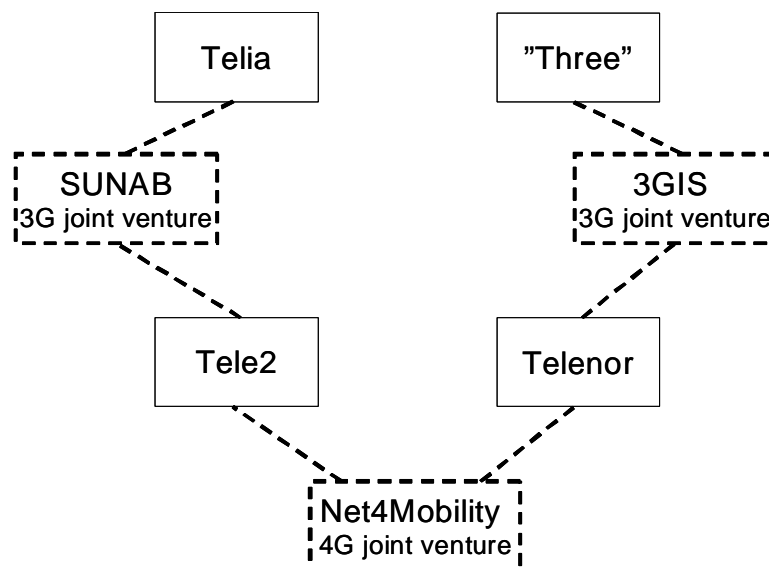 Telia
”Three”
SUNAB
3G joint venture
3GIS
3G joint venture
Tele2
Telenor
Net4Mobility
4G joint venture